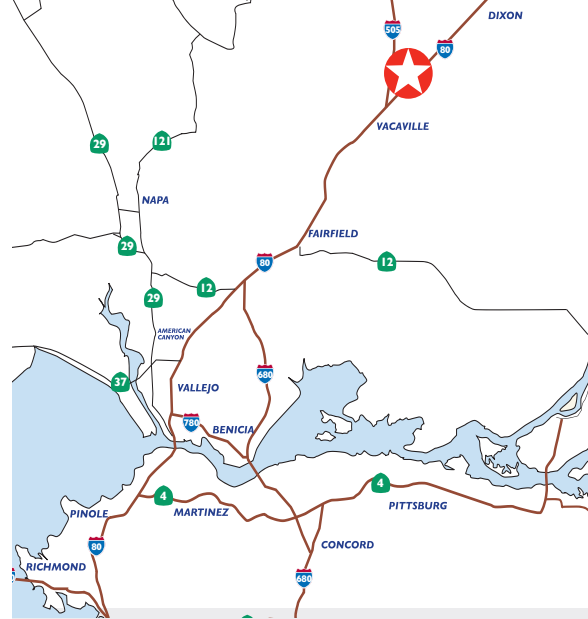 DIXON
505
80
VACAVILLE
29
121
NAPA
FAIRFIELD
29
80
12
12
29
AMERICAN
CANYON
37
680
VALLEJO
780
BENICIA
4
4
PINOLE
MARTINEZ
PITTSBURG
80
CONCORD
RICHMOND
680